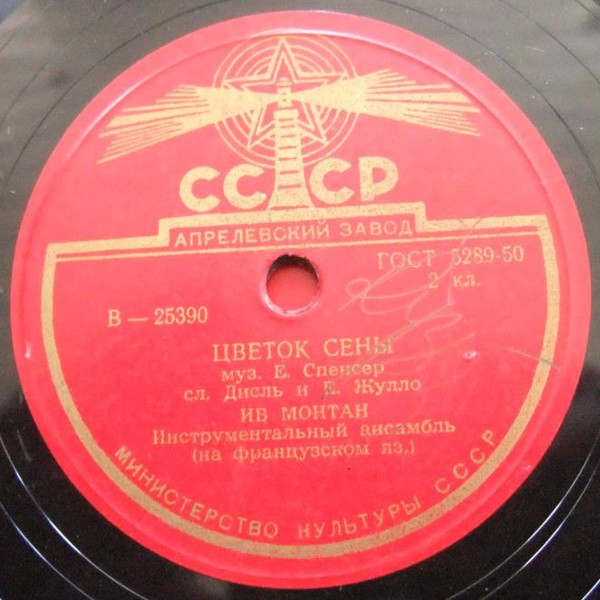 СССР
АПРЕЛЕВСКИЙ ЗАВОД
ГОСТ 5289-50
2 кл.
В — 25390
ЦВЕТОК СЕНЫ
муз. Е. Спенсер
сл. Дисль и Е. Жулло
ИВ МОНТАН
Инструментальный ансамбль
(на французском яз.)
МИНИСТЕРСТВО КУЛЬТУРЫ СССР